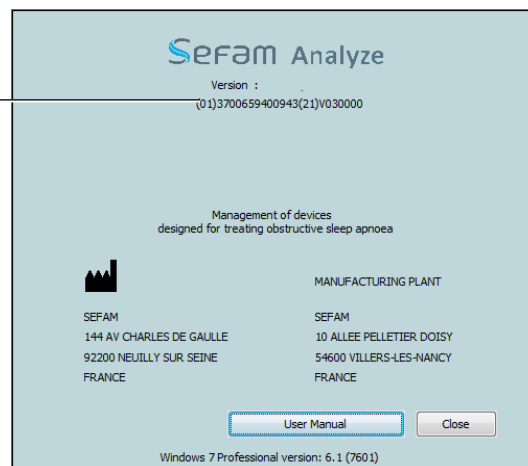 Sefam Analyze
Version :
(01)3700659400943(21)V030000
Management of devices
designed for treating obstructive sleep apnoea
MANUFACTURING PLANT
SEFAM
144 AV CHARLES DE GAULLE
92200 NEUILLY SUR SEINE
FRANCE
SEFAM
10 ALLEE PELLETIER DOISY
54600 VILLERS-LES-NANCY
FRANCE
User Manual
Close
Windows 7 Professional version: 6.1 (7601)